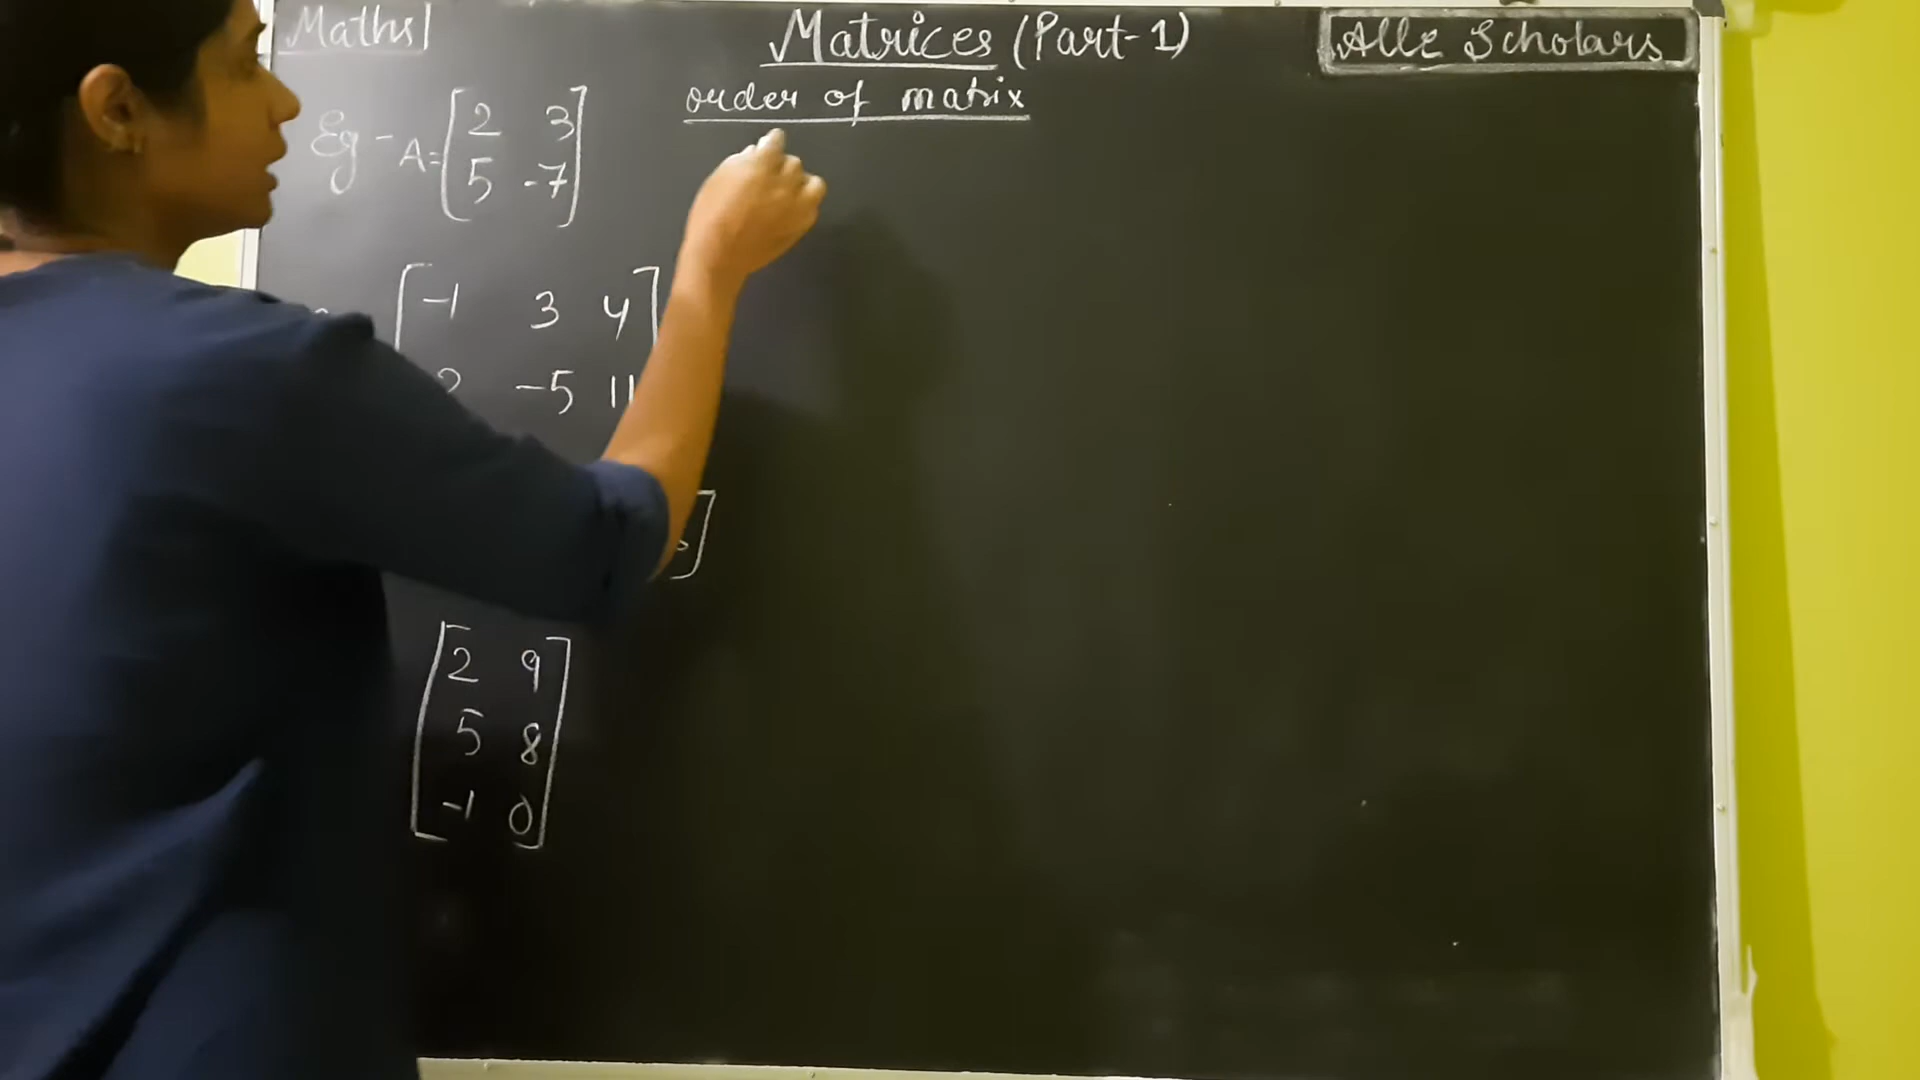 Maths
Matrices (Part-1)
Alle Scholars
order of matrix
Eg - A= [2 3]
[5 -7]
[-1 3 4]
-5 11
]
[2 9]
[5 8]
[-1 0]